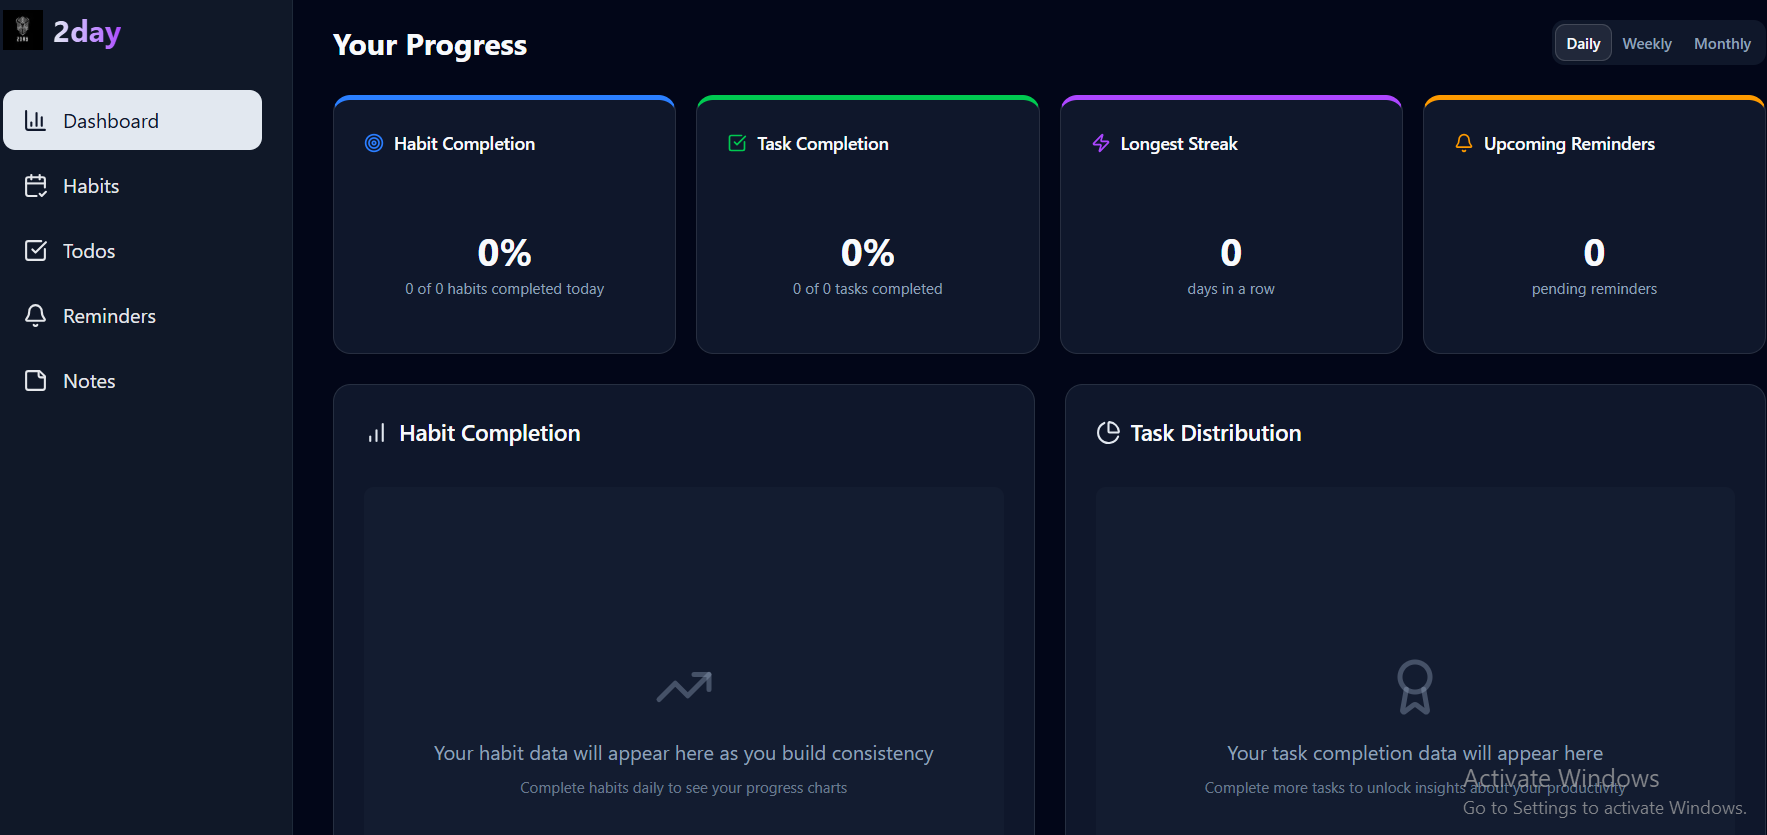 2day
Dashboard
Habits
Todos
Reminders
Notes
Your Progress
Daily
Weekly
Monthly
Habit Completion
0%
0 of 0 habits completed today
Task Completion
0%
0 of 0 tasks completed
Longest Streak
0
days in a row
Upcoming Reminders
0
pending reminders
Habit Completion
Your habit data will appear here as you build consistency
Complete habits daily to see your progress charts
Task Distribution
Your task completion data will appear here
Complete more tasks to unlock insights about your productivity
Activate Windows
Go to Settings to activate Windows.